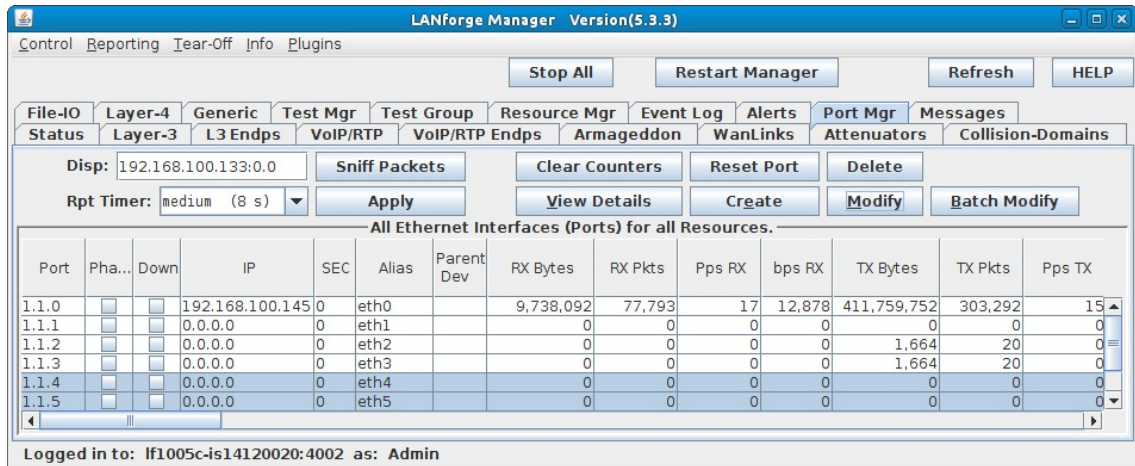 LANforge Manager Version(5.3.3)
Control Reporting Tear-Off Info Plugins
Stop All Restart Manager Refresh HELP
File-IO Layer-4 Generic Test Mgr Test Group Resource Mgr Event Log Alerts Port Mgr Messages
Status Layer-3 L3 Endps VoIP/RTP VoIP/RTP Endps Armageddon WanLinks Attenuators Collision-Domains
Disp: 192.168.100.133:0.0 Sniff Packets Clear Counters Reset Port Delete
Rpt Timer: medium (8 s) Apply View Details Create Modify Batch Modify
All Ethernet Interfaces (Ports) for all Resources.
Port Pha... Down IP SEC Alias Parent Dev RX Bytes RX Pkts Pps RX bps RX TX Bytes TX Pkts Pps TX
1.1.0 192.168.100.145 0 eth0 9,738,092 77,793 17 12,878 411,759,752 303,292 15
1.1.1 0.0.0.0 0 eth1 0 0 0 0 0 0 0
1.1.2 0.0.0.0 0 eth2 0 0 0 0 1,664 20 0
1.1.3 0.0.0.0 0 eth3 0 0 0 0 1,664 20 0
1.1.4 0.0.0.0 0 eth4 0 0 0 0 0 0 0
1.1.5 0.0.0.0 0 eth5 0 0 0 0 0 0 0
Logged in to: lf1005c-is14120020:4002 as: Admin